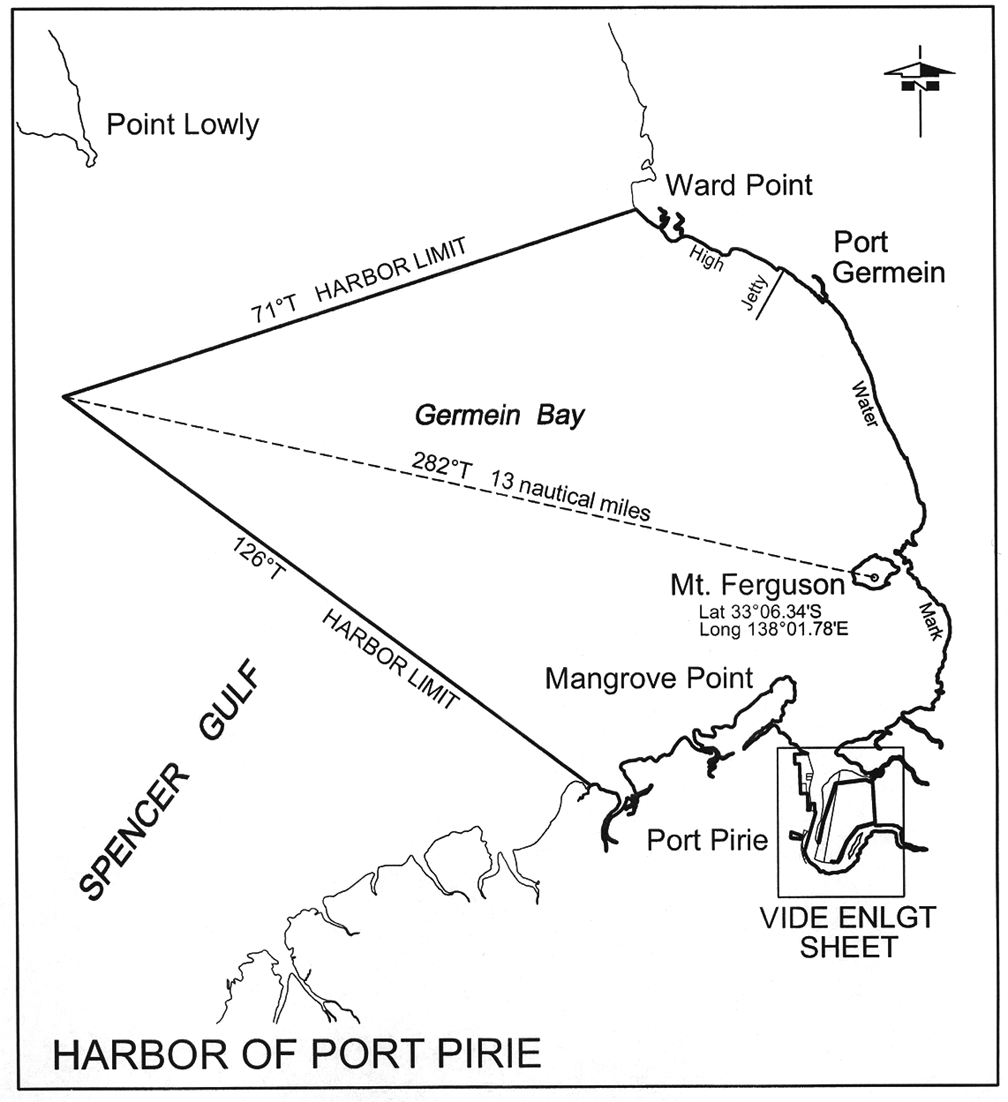 Point Lowly
N
Ward Point
Port
Germein
High
Jetty
71°T HARBOR LIMIT
Water
Germein Bay
282°T 13 nautical miles
126°T
HARBOR LIMIT
Mt. Ferguson
Lat 33°06.34'S
Long 138°01.78'E
Mark
Mangrove Point
SPENCER GULF
Port Pirie
VIDE ENLGT
SHEET
HARBOR OF PORT PIRIE